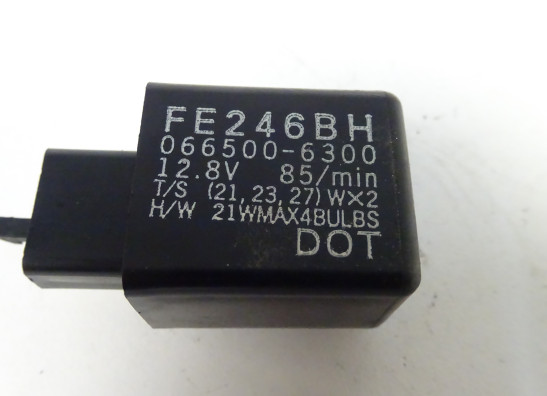 FE246BH
066500-6300
12.8V 85/min
T/S (21,23,27)W×2
H/W 21WMAX4BULBS
DOT